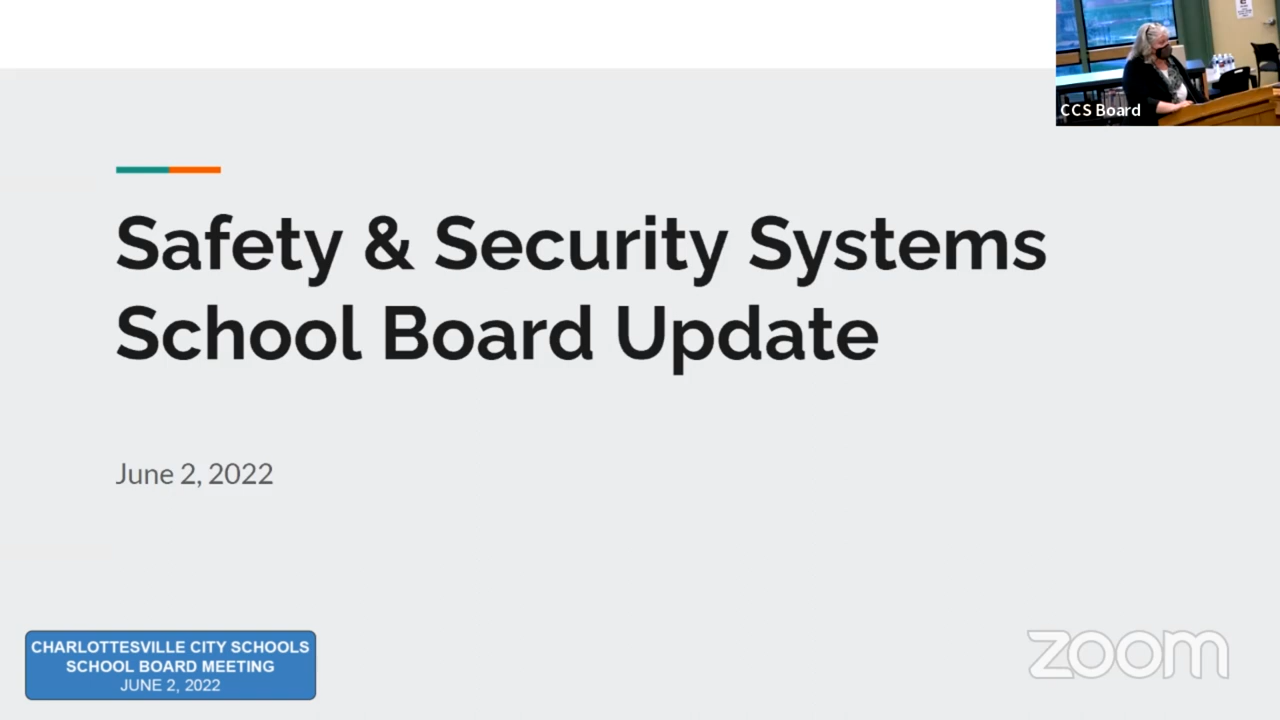 CCS Board
Safety & Security Systems
School Board Update
June 2, 2022
CHARLOTTESVILLE CITY SCHOOLS
SCHOOL BOARD MEETING
JUNE 2, 2022
zoom